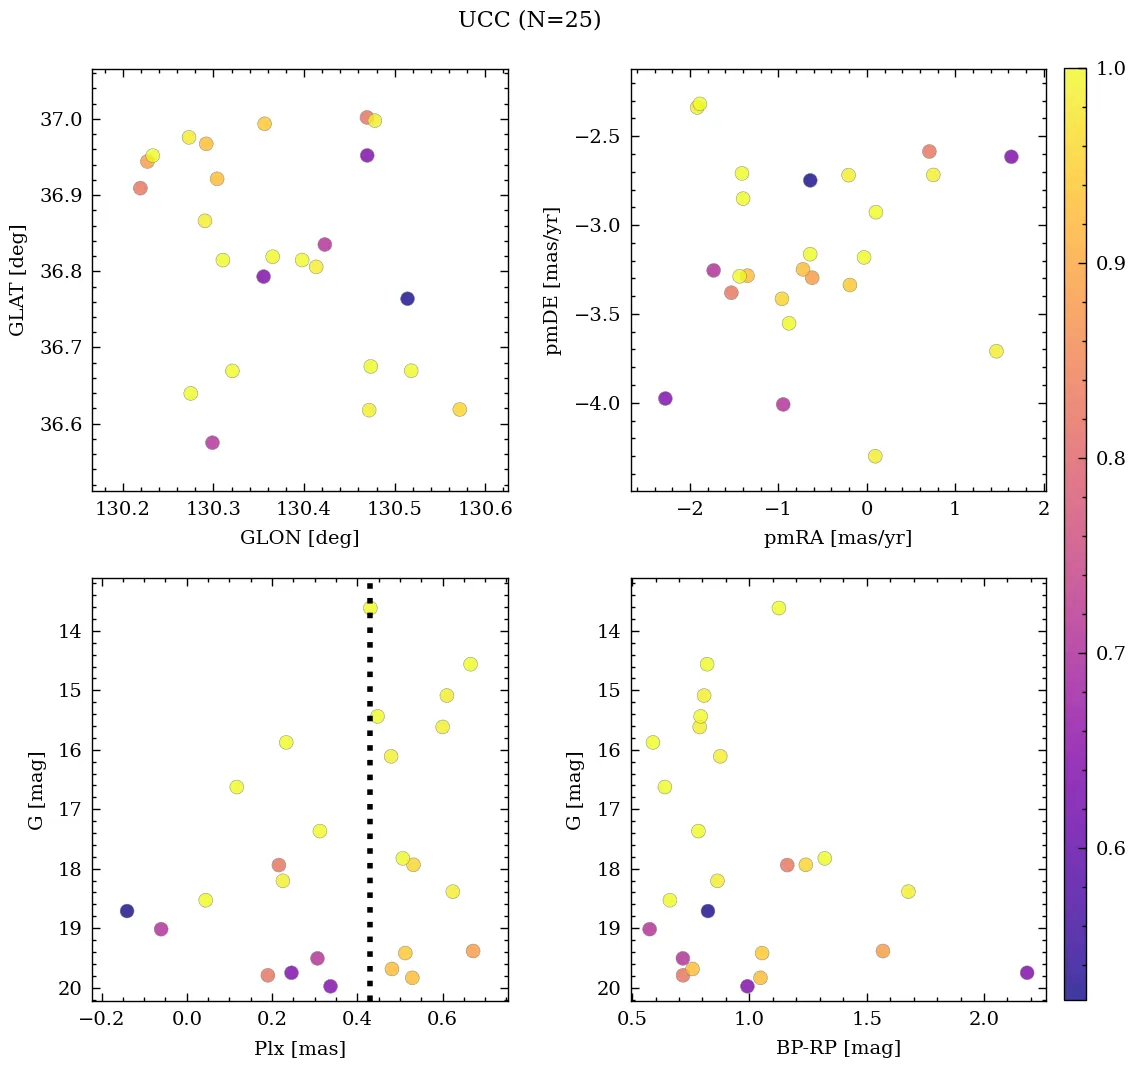 UCC (N=25)
37.0
36.9
36.8
36.7
36.6
GLAT [deg]
130.2 130.3 130.4 130.5 130.6
GLON [deg]
−2.5
−3.0
−3.5
−4.0
pmDE [mas/yr]
−2 −1 0 1 2
pmRA [mas/yr]
14
15
16
17
18
19
20
G [mag]
−0.2 0.0 0.2 0.4 0.6
Plx [mas]
14
15
16
17
18
19
20
G [mag]
0.5 1.0 1.5 2.0
BP-RP [mag]
1.0
0.9
0.8
0.7
0.6